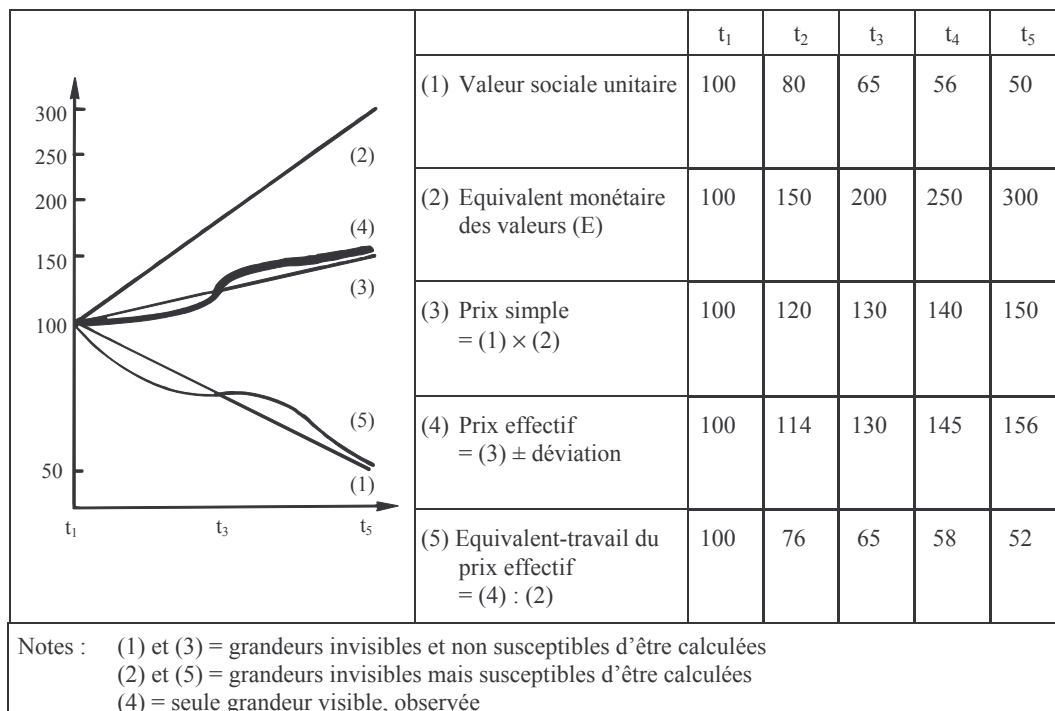 300
250
200
150
100
50
(2)
(4)
(3)
(5)
(1)
t₁ t₃ t₅
t₁ t₂ t₃ t₄ t₅
(1) Valeur sociale unitaire 100 80 65 56 50
(2) Equivalent monétaire 100 150 200 250 300
des valeurs (E)
(3) Prix simple 100 120 130 140 150
= (1) × (2)
(4) Prix effectif 100 114 130 145 156
= (3) ± déviation
(5) Equivalent-travail du 100 76 65 58 52
prix effectif
= (4) : (2)
Notes : (1) et (3) = grandeurs invisibles et non susceptibles d’être calculées
(2) et (5) = grandeurs invisibles mais susceptibles d’être calculées
(4) = seule grandeur visible, observée